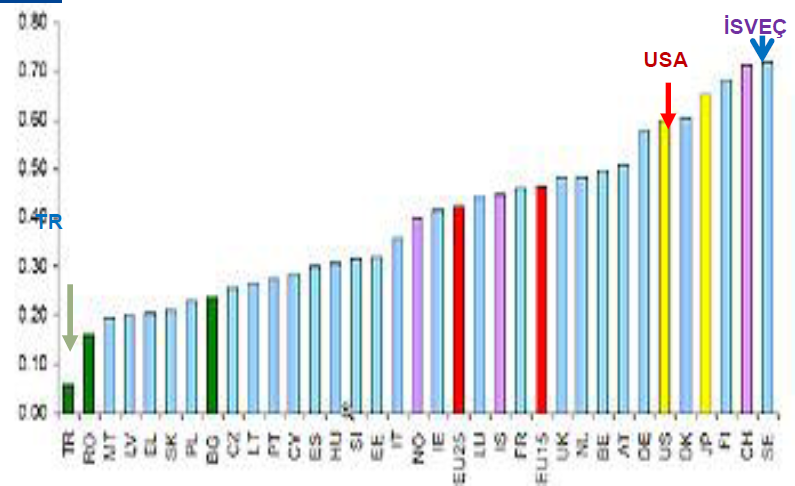 0.80
İSVEÇ
0.70
USA
0.60
0.50
0.40
TR
0.30
0.20
0.10
0.00
TR RO MT LV EL SK PL BG CZ LT PT CY ES HU SI EE IT NO IE EU25 LU IS FR EU15 UK NL BE AT DE US DK JP FI CH SE